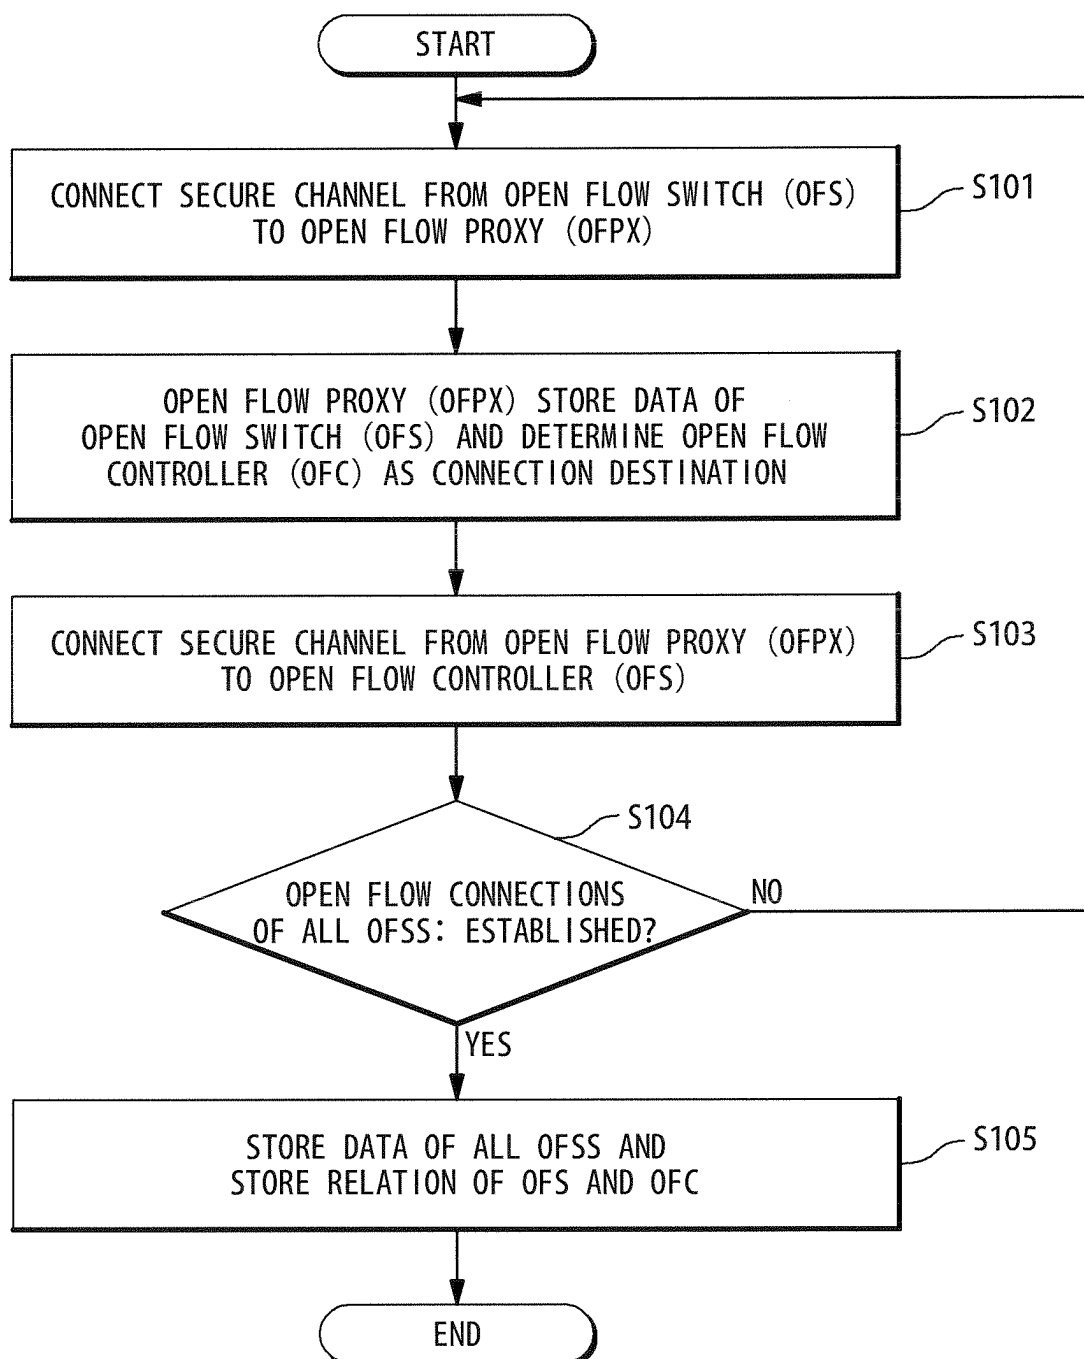 START
CONNECT SECURE CHANNEL FROM OPEN FLOW SWITCH (OFS)
TO OPEN FLOW PROXY (OFPX)
S101
OPEN FLOW PROXY (OFPX) STORE DATA OF
OPEN FLOW SWITCH (OFS) AND DETERMINE OPEN FLOW
CONTROLLER (OFC) AS CONNECTION DESTINATION
S102
CONNECT SECURE CHANNEL FROM OPEN FLOW PROXY (OFPX)
TO OPEN FLOW CONTROLLER (OFS)
S103
S104
OPEN FLOW CONNECTIONS
OF ALL OFSS: ESTABLISHED?
NO
YES
STORE DATA OF ALL OFSS AND
STORE RELATION OF OFS AND OFC
S105
END